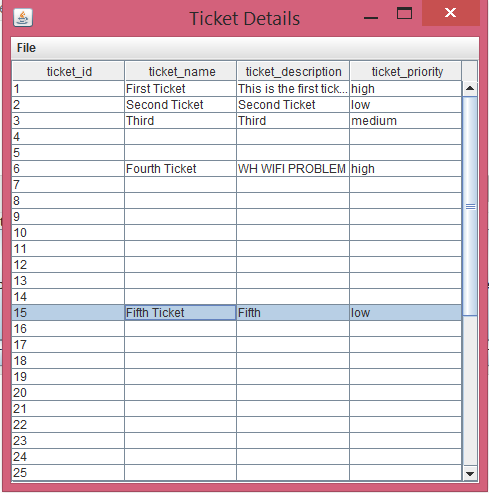 Ticket Details
File
ticket_id ticket_name ticket_description ticket_priority
1 First Ticket This is the first tick... high
2 Second Ticket Second Ticket low
3 Third Third medium
4
5
6 Fourth Ticket WH WIFI PROBLEM high
7
8
9
10
11
12
13
14
15 Fifth Ticket Fifth low
16
17
18
19
20
21
22
23
24
25